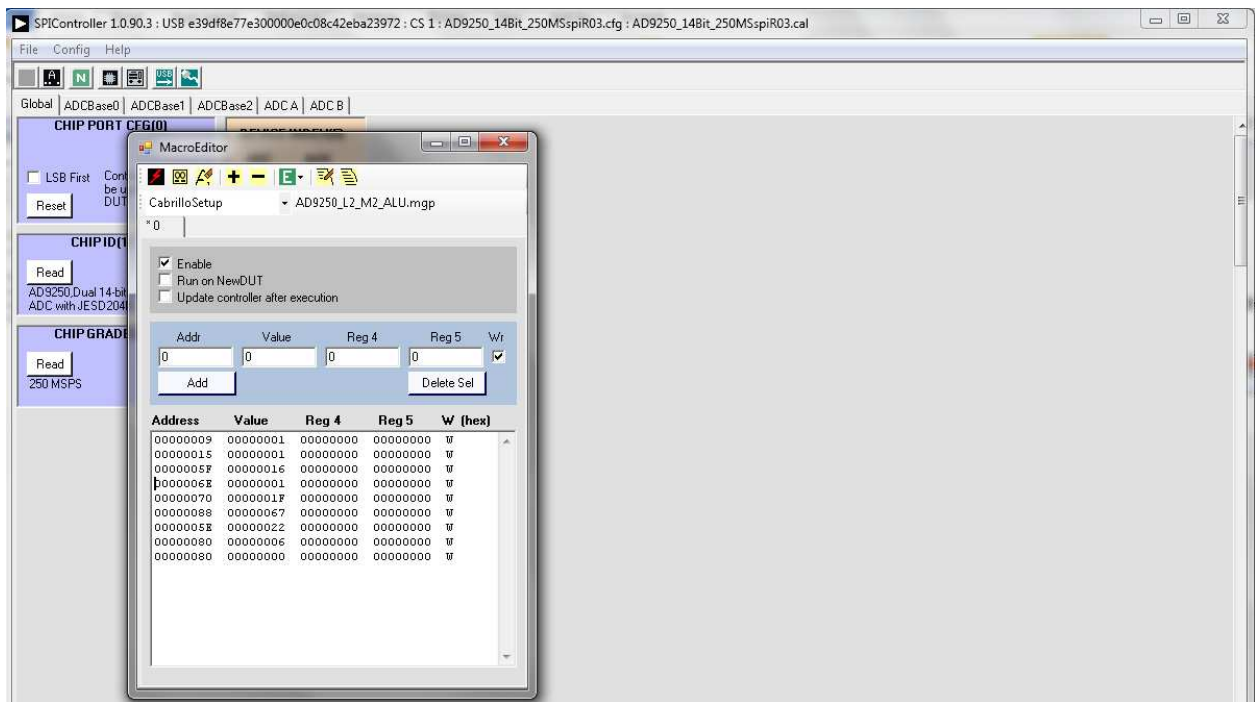 SPIController 1.0.90.3 : USB e39df8e77e300000e0c08c42eba23972 : CS 1 : AD9250_14Bit_250MSspiR03.cfg : AD9250_14Bit_250MSspiR03.cal
File Config Help
Global ADCBase0 ADCBase1 ADCBase2 ADC A ADC B
CHIP PORT CFG(0)
LSB First Cont
be u
DUT
Reset
CHIP ID(1
Read
AD9250,Dual 14-bit
ADC with JESD204
CHIP GRADE
Read
250 MSPS
MacroEditor
CabrilloSetup AD9250_L2_M2_ALU.mgp
*0
Enable
Run on NewDUT
Update controller after execution
Addr Value Reg 4 Reg 5 Wr
0 0 0 0
Add Delete Sel
Address Value Reg 4 Reg 5 W (hex)
00000009 00000001 00000000 00000000 W
00000015 00000001 00000000 00000000 W
0000005F 00000016 00000000 00000000 W
0000006E 00000001 00000000 00000000 W
00000070 0000001F 00000000 00000000 W
00000088 00000067 00000000 00000000 W
0000005E 00000022 00000000 00000000 W
00000080 00000006 00000000 00000000 W
00000080 00000000 00000000 00000000 W